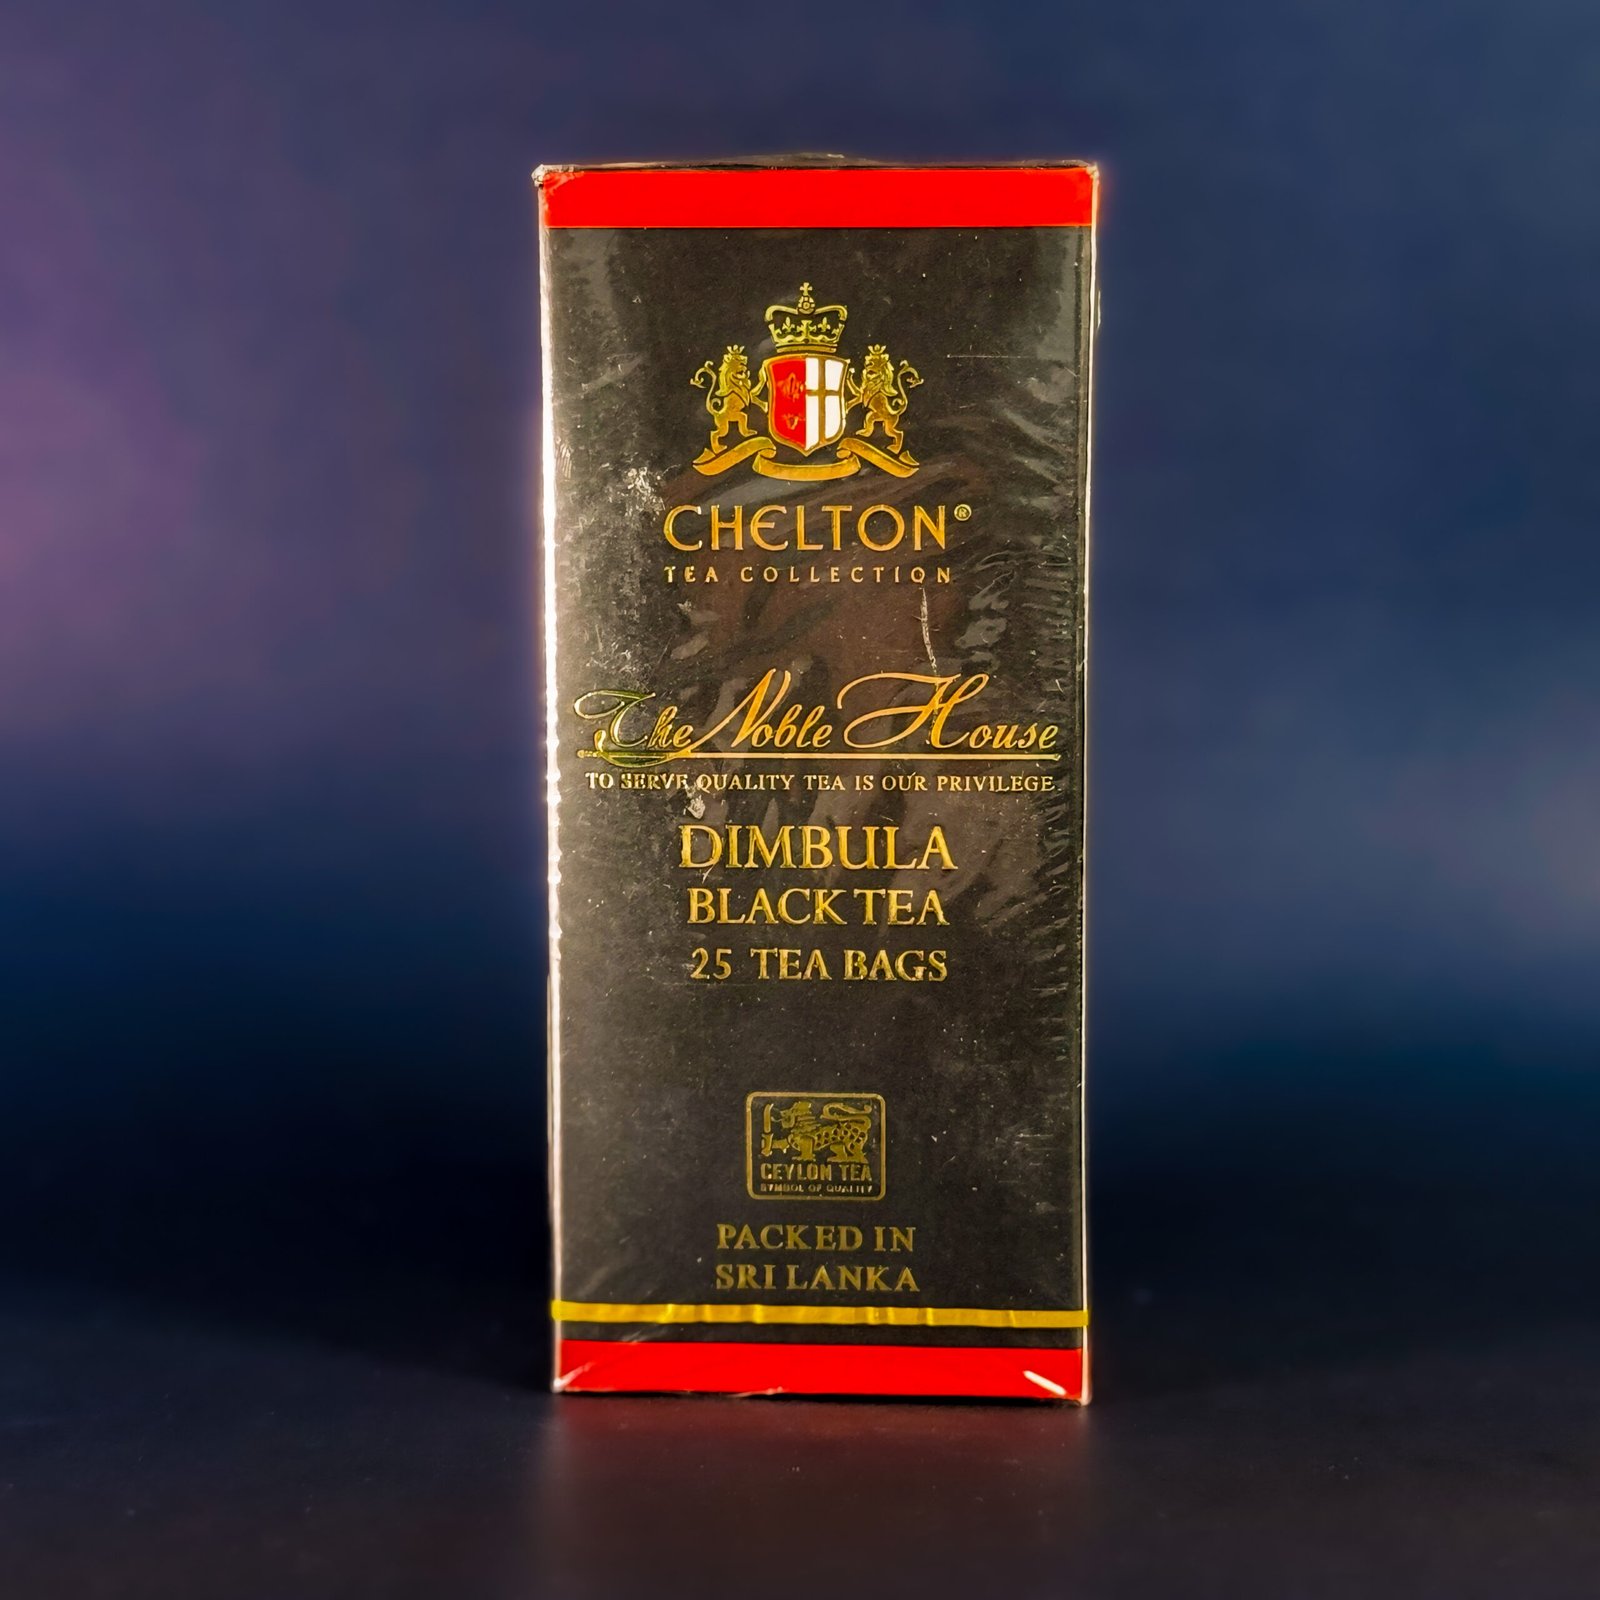 CHELTON®
TEA COLLECTION
The Noble House
TO SERVE QUALITY TEA IS OUR PRIVILEGE
DIMBULA
BLACK TEA
25 TEA BAGS
CEYLON TEA
SYMBOL OF QUALITY
PACKED IN
SRI LANKA